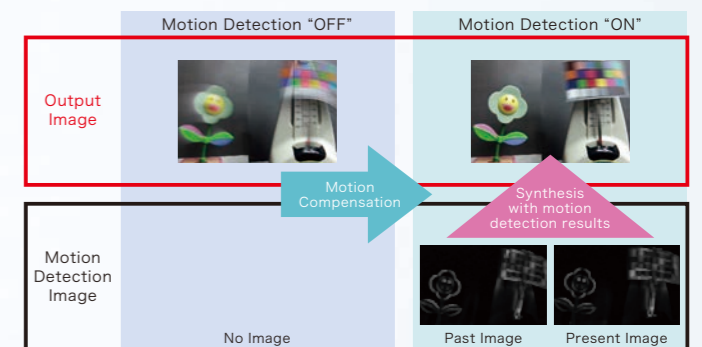 Motion Detection “OFF”
Motion Detection “ON”
Output
Image
Motion
Compensation
Synthesis
with motion
detection results
Motion
Detection
Image
No Image
Past Image
Present Image